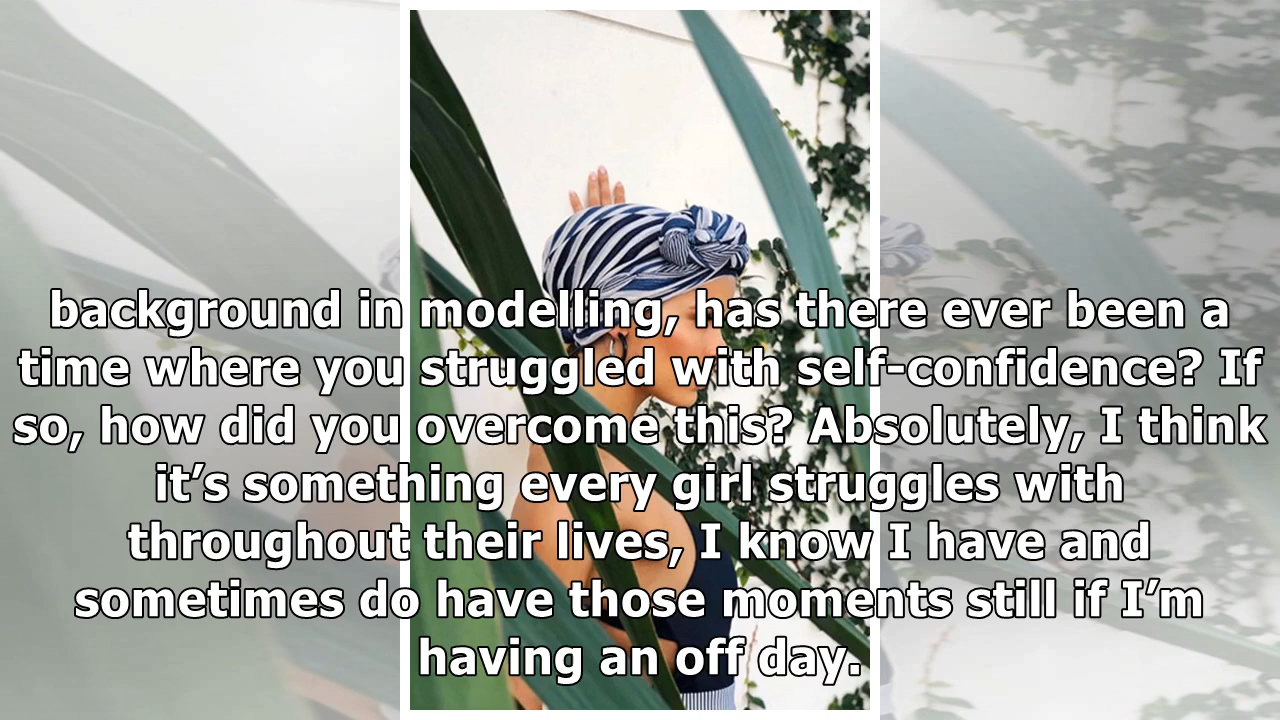 background in modelling, has there ever been a
time where you struggled with self-confidence? If
so, how did you overcome this? Absolutely, I think
it’s something every girl struggles with
throughout their lives, I know I have and
sometimes do have those moments still if I’m
having an off day.